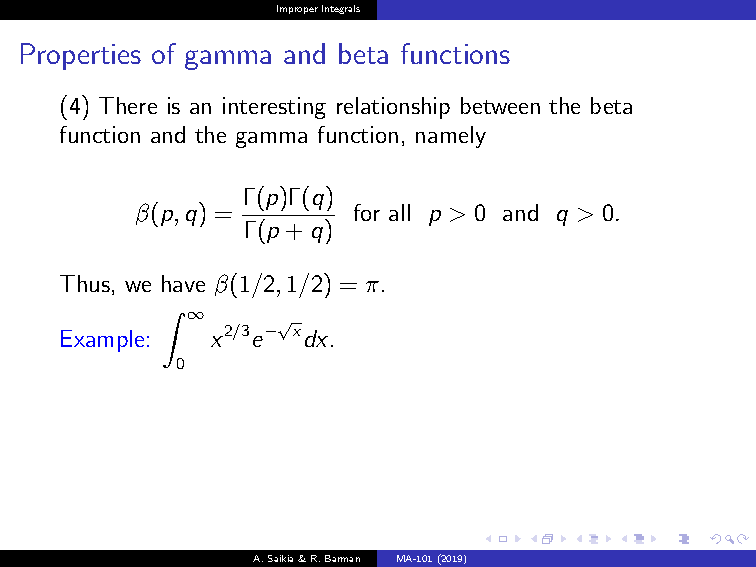 Improper Integrals
Properties of gamma and beta functions
(4) There is an interesting relationship between the beta
function and the gamma function, namely
β(p, q) = Γ(p)Γ(q) / Γ(p + q) for all p > 0 and q > 0.
Thus, we have β(1/2, 1/2) = π.
Example: ∫₀^∞ x^{2/3} e^{−√x} dx.
A. Saikia & R. Barman MA-101 (2019)